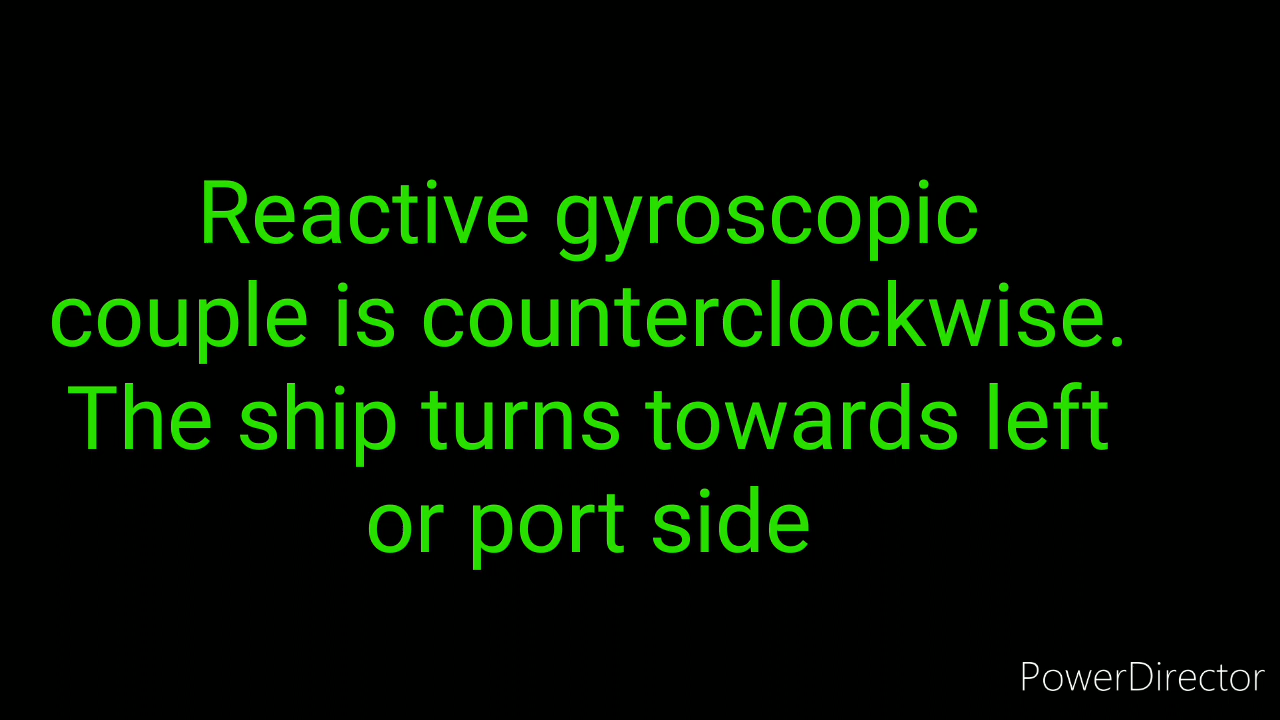 Reactive gyroscopic
couple is counterclockwise.
The ship turns towards left
or port side
PowerDirector